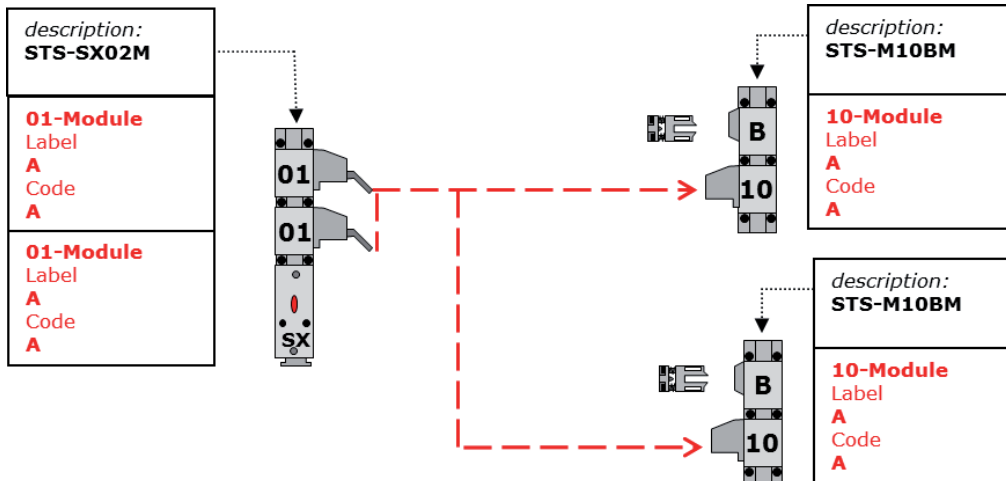 description:
STS-SX02M
01-Module
Label
A
Code
A
01-Module
Label
A
Code
A
01
01
SX
description:
STS-M10BM
10-Module
Label
A
Code
A
B
10
description:
STS-M10BM
10-Module
Label
A
Code
A
B
10